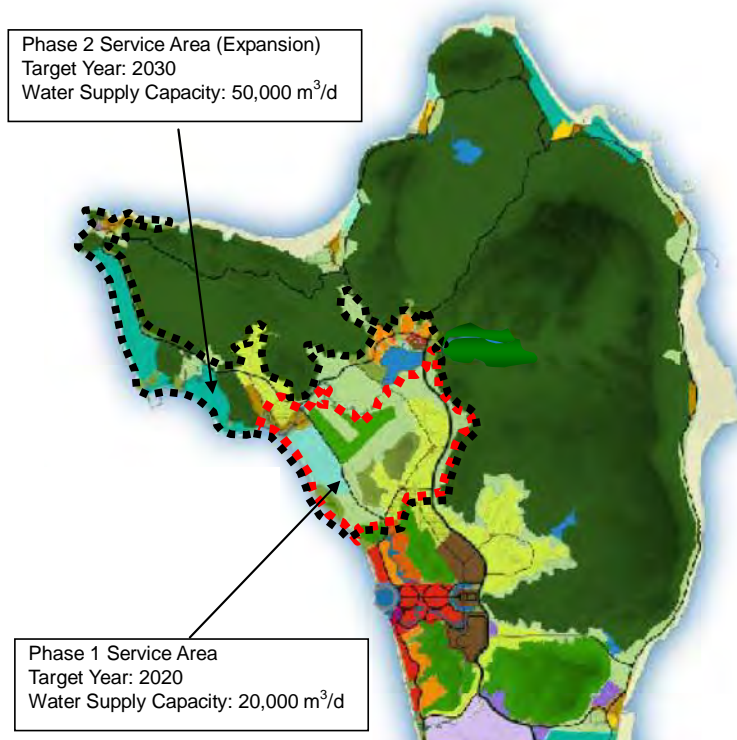 Phase 2 Service Area (Expansion)
Target Year: 2030
Water Supply Capacity: 50,000 m³/d
Phase 1 Service Area
Target Year: 2020
Water Supply Capacity: 20,000 m³/d